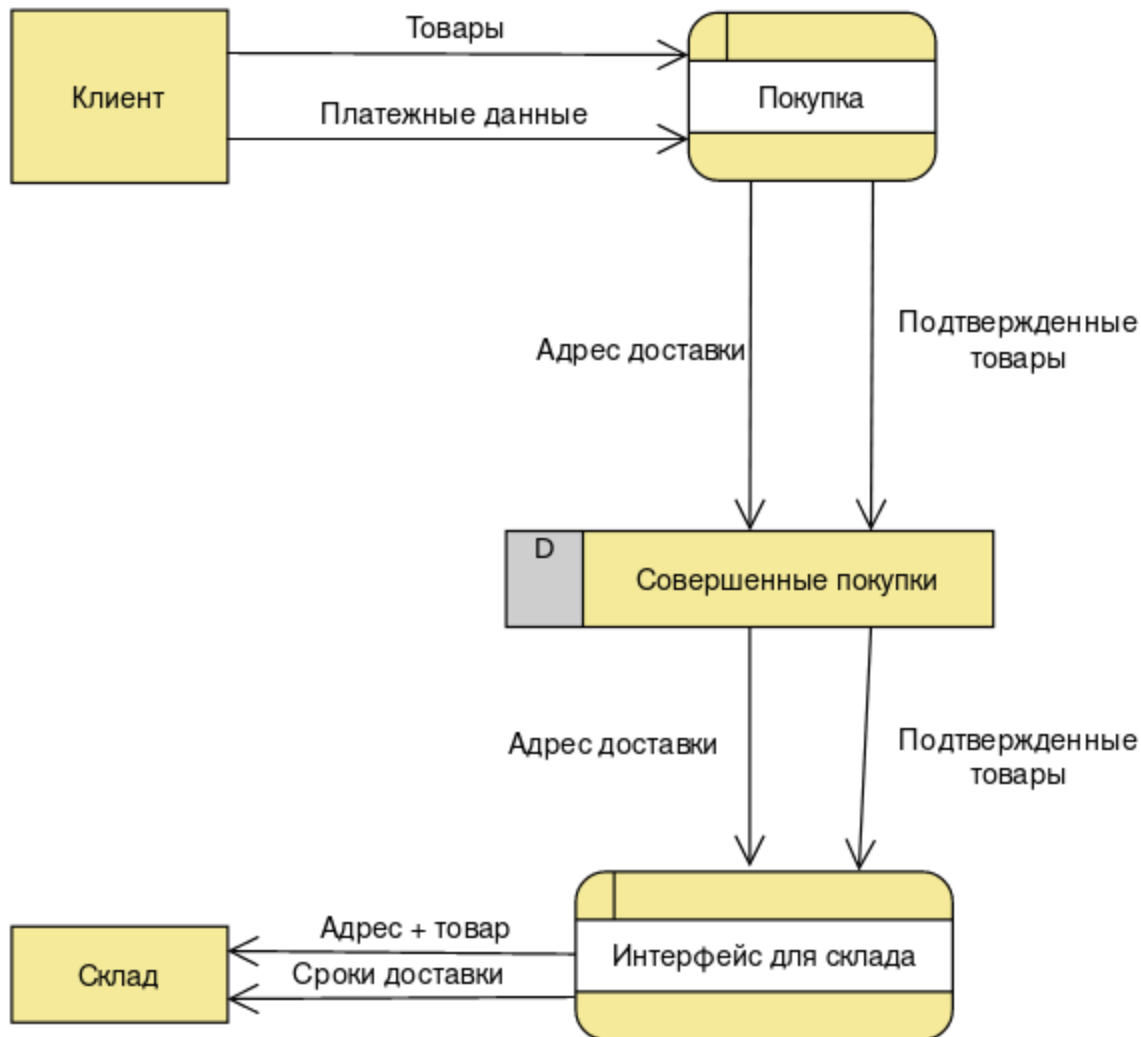 Товары
Клиент
Покупка
Платежные данные
Адрес доставки
Подтвержденные
товары
D
Совершенные покупки
Адрес доставки
Подтвержденные
товары
Адрес + товар
Интерфейс для склада
Склад
Сроки доставки